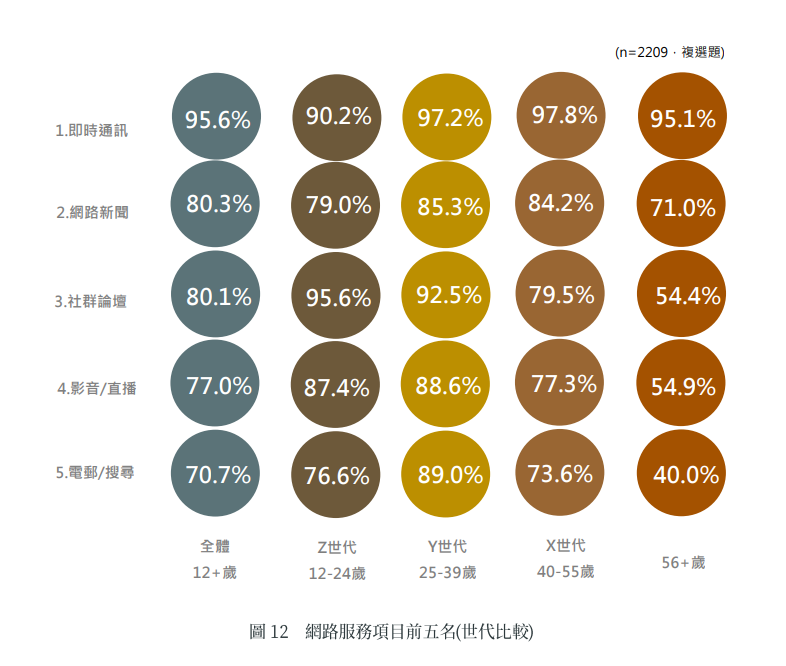 (n=2209‧複選題)
1.即時通訊 95.6% 90.2% 97.2% 97.8% 95.1%
2.網路新聞 80.3% 79.0% 85.3% 84.2% 71.0%
3.社群論壇 80.1% 95.6% 92.5% 79.5% 54.4%
4.影音/直播 77.0% 87.4% 88.6% 77.3% 54.9%
5.電郵/搜尋 70.7% 76.6% 89.0% 73.6% 40.0%
全體 Z世代 Y世代 X世代
12+歲 12-24歲 25-39歲 40-55歲 56+歲
圖 12 網路服務項目前五名(世代比較)